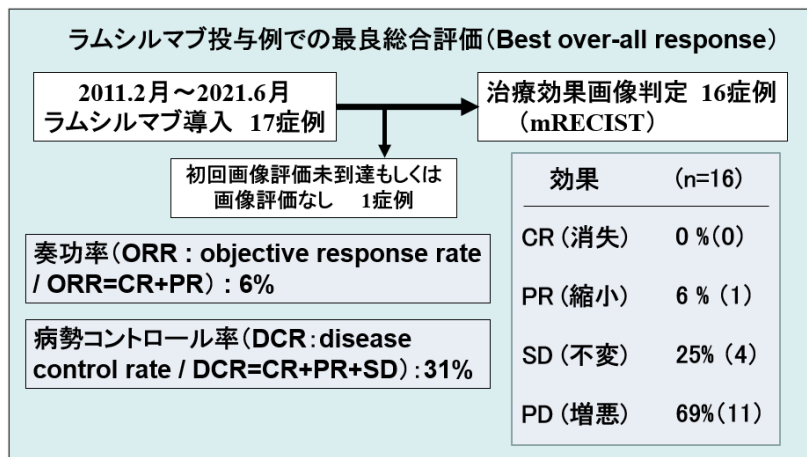 ラムシルマブ投与例での最良総合評価（Best over-all response）
2011.2月～2021.6月
ラムシルマブ導入 17症例
治療効果画像判定 16症例
（mRECIST）
初回画像評価未到達もしくは
画像評価なし 1症例
奏功率（ORR : objective response rate
/ ORR=CR+PR）: 6%
病勢コントロール率（DCR：disease
control rate / DCR=CR+PR+SD）：31%
効果 (n=16)
CR (消失) 0 %(0)
PR (縮小) 6 % (1)
SD (不変) 25% (4)
PD (増悪) 69%(11)